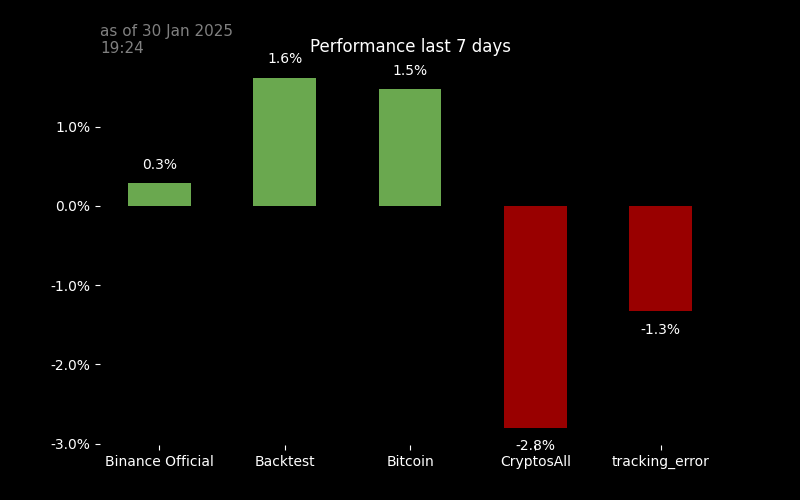 as of 30 Jan 2025
19:24
Performance last 7 days
1.6%
1.5%
0.3%
-2.8%
-1.3%
1.0%
0.0%
-1.0%
-2.0%
-3.0%
Binance Official
Backtest
Bitcoin
CryptosAll
tracking_error